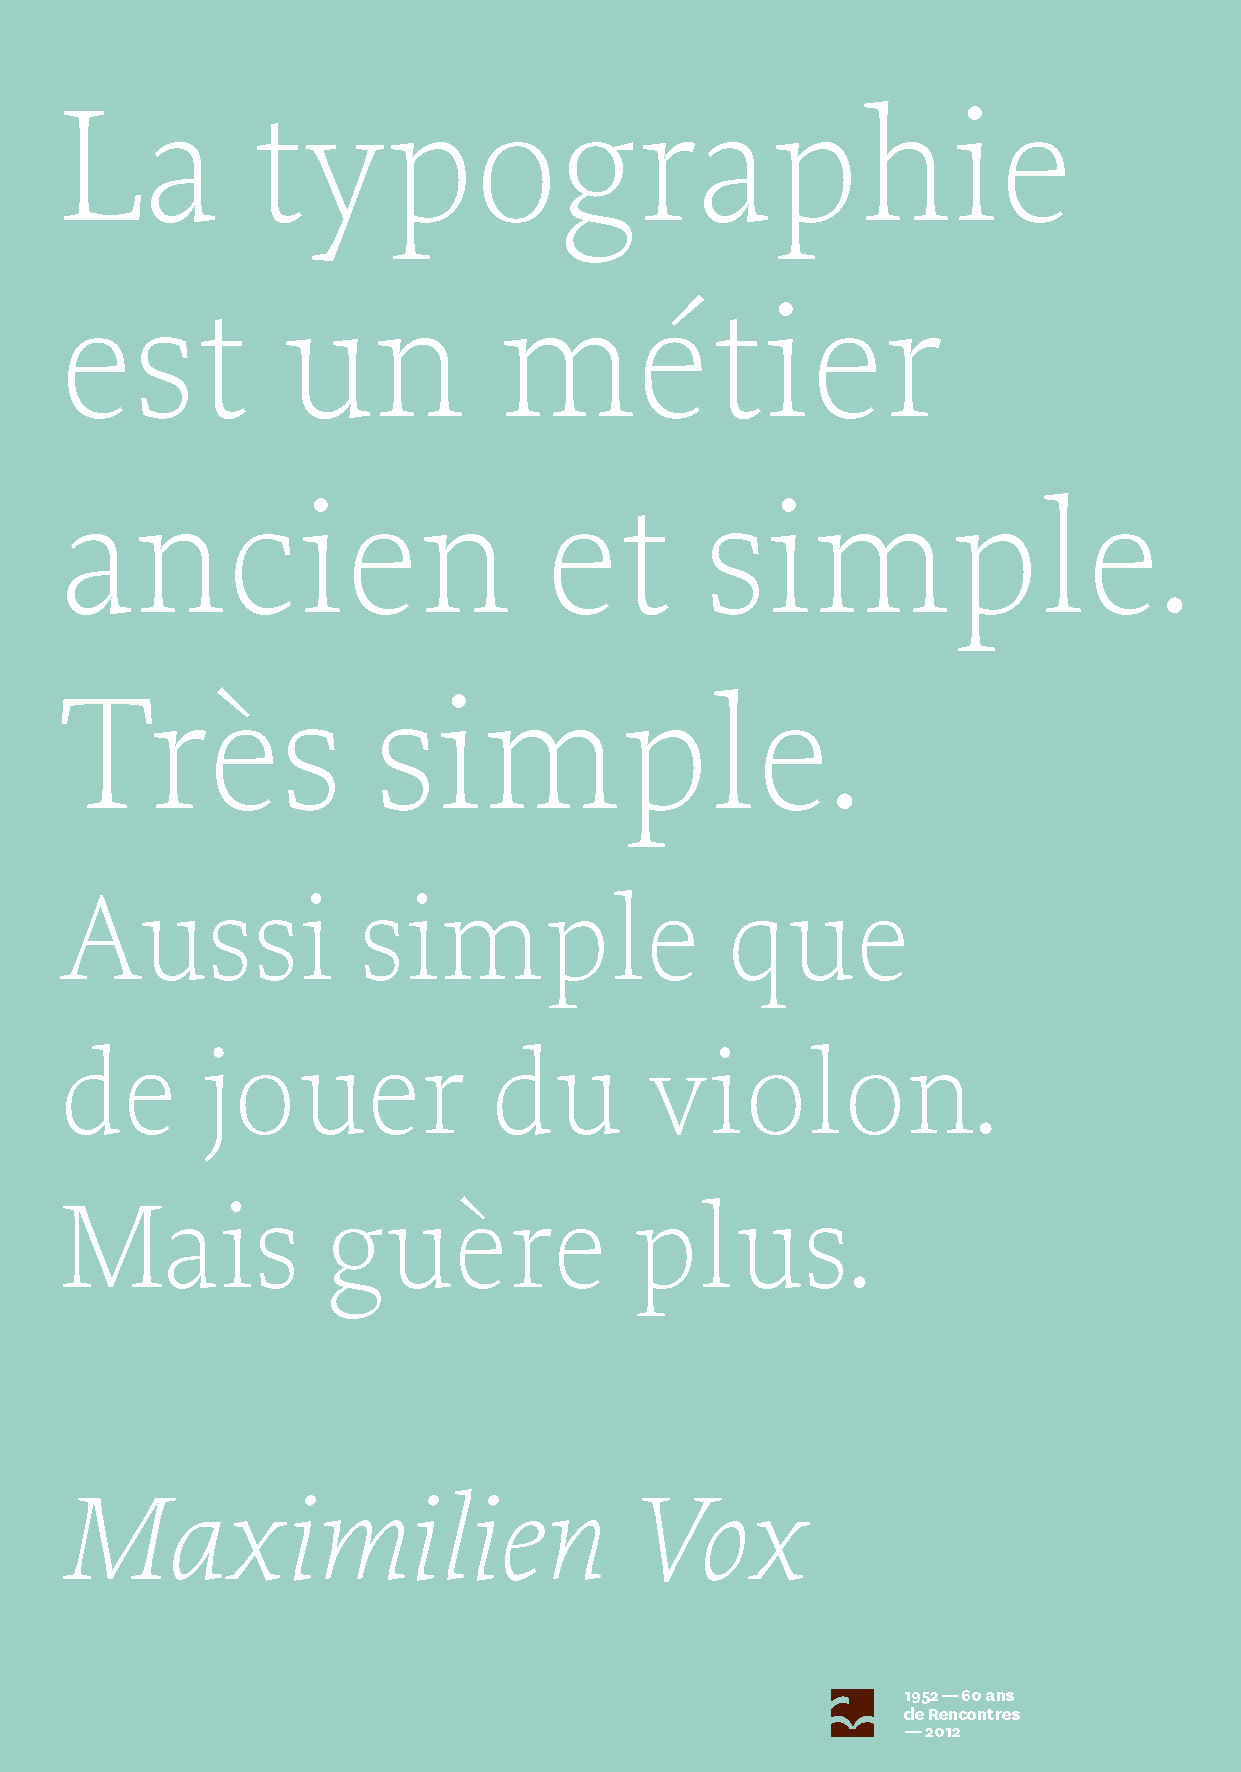 La typographie
est un métier
ancien et simple.
Très simple.
Aussi simple que
de jouer du violon.
Mais guère plus.
Maximilien Vox
1952 — 60 ans
de Rencontres
— 2012